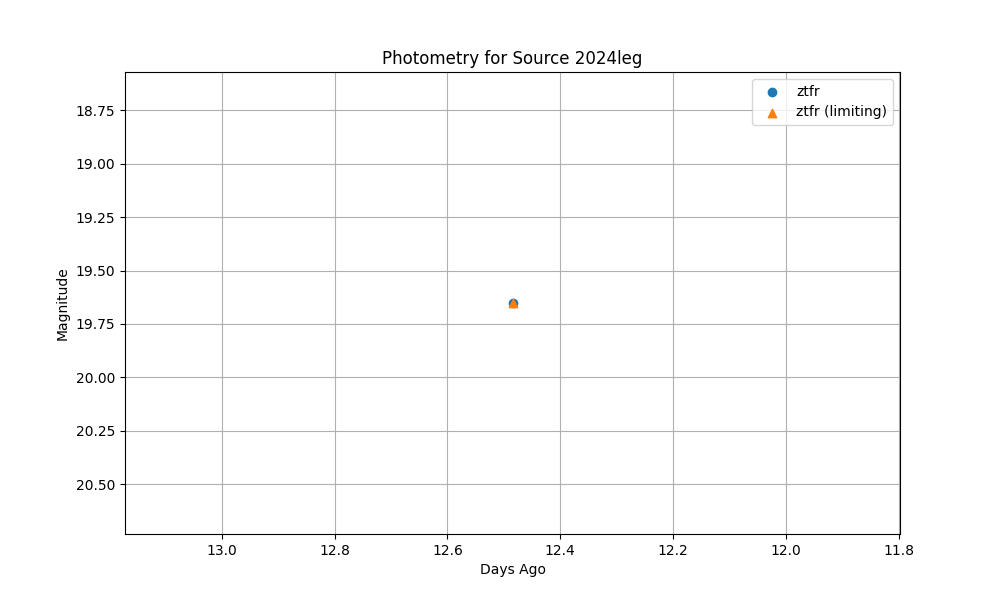 Photometry for Source 2024leg
ztfr
ztfr (limiting)
18.75
19.00
19.25
19.50
19.75
20.00
20.25
20.50
Magnitude
13.0 12.8 12.6 12.4 12.2 12.0 11.8
Days Ago